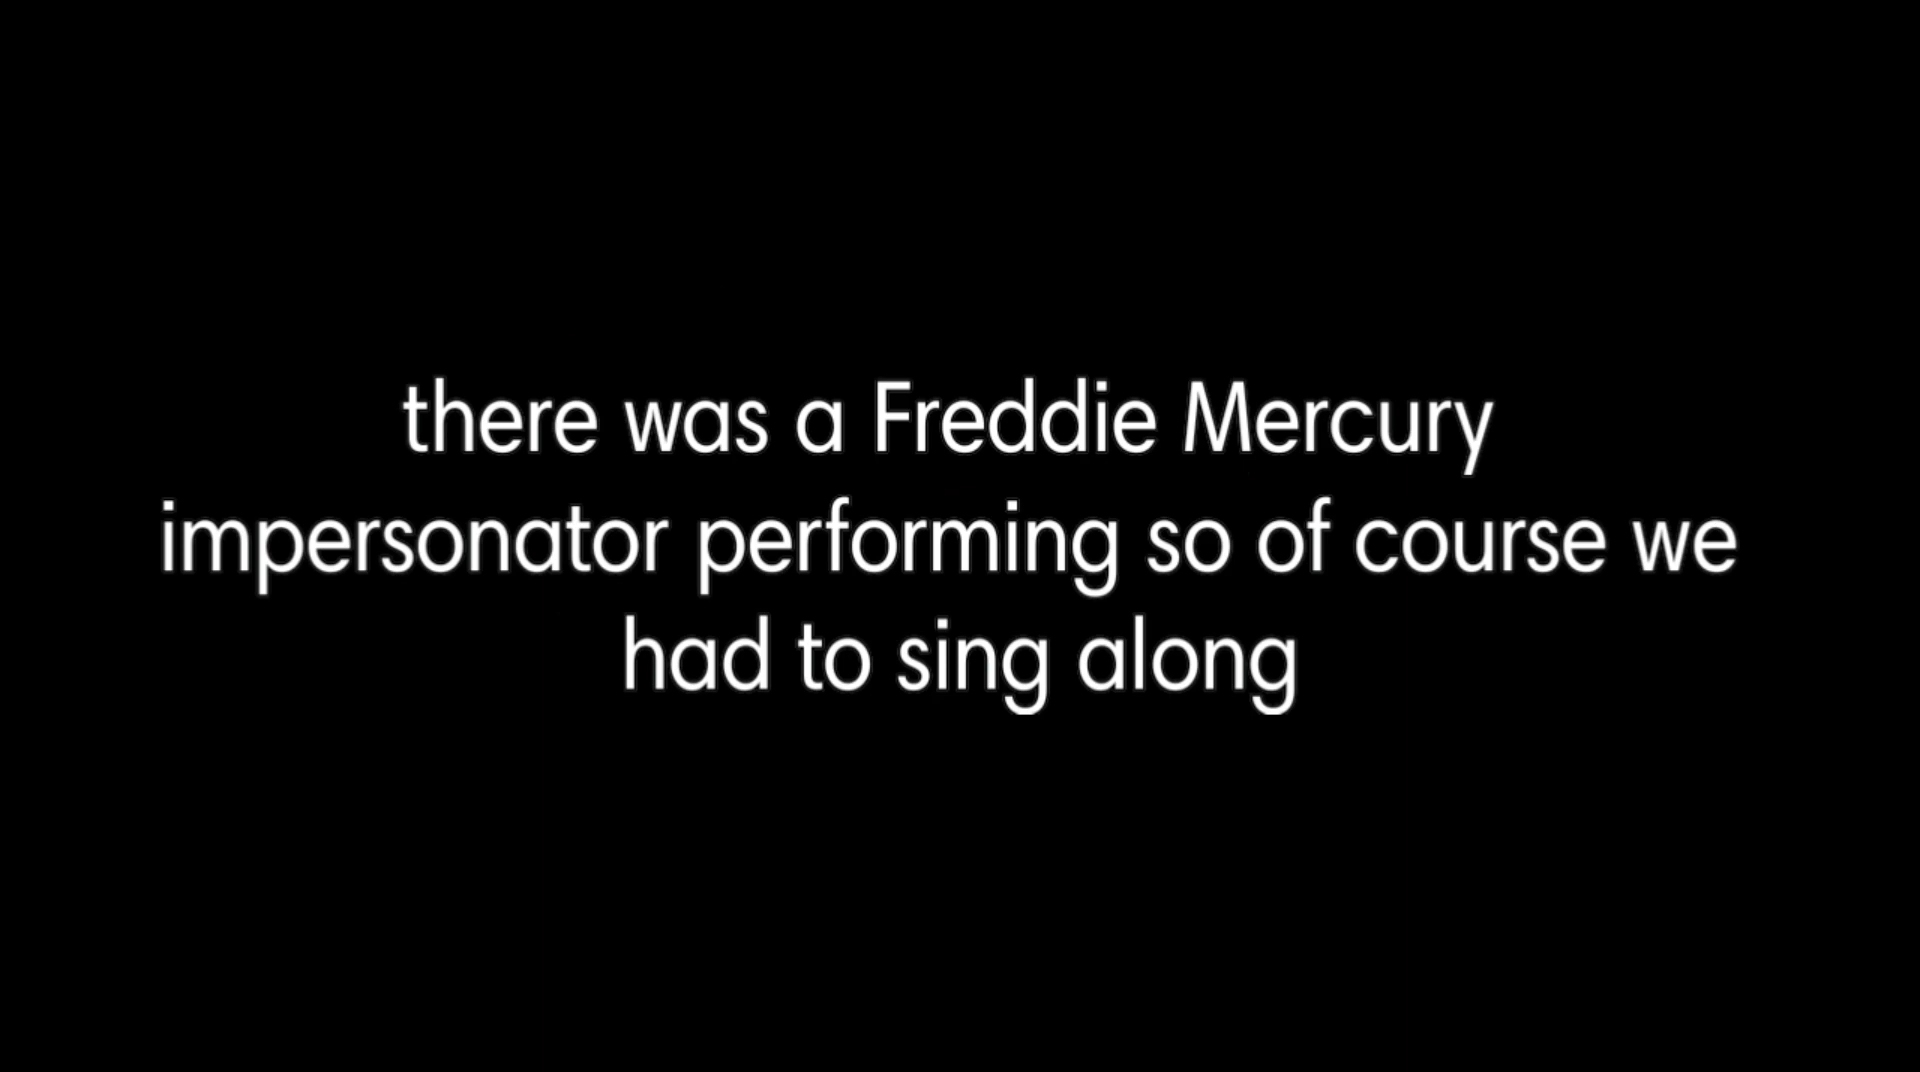 there was a Freddie Mercury
impersonator performing so of course we
had to sing along